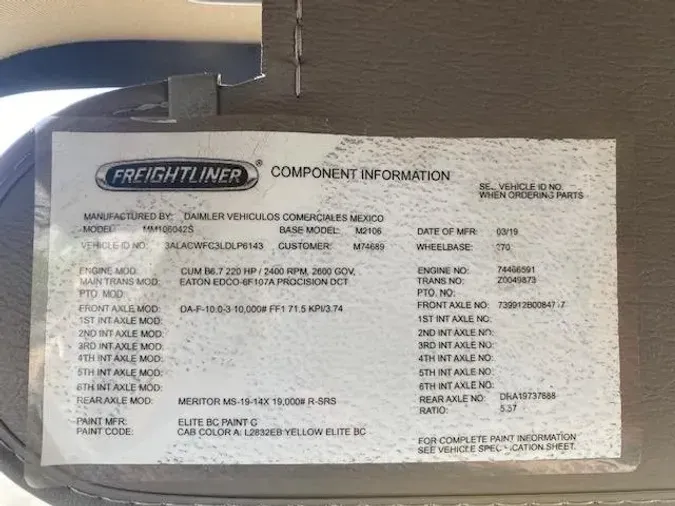 FREIGHTLINER® COMPONENT INFORMATION
SEE VEHICLE ID NO.
WHEN ORDERING PARTS
MANUFACTURED BY: DAIMLER VEHICULOS COMERCIALES MEXICO
MODEL: MM106042S BASE MODEL: M2106 DATE OF MFR: 03/19
VEHICLE ID NO: 3ALACWFC3LDLP6143 CUSTOMER: M74689 WHEELBASE: 270
ENGINE MOD: CUM B6.7 220 HP / 2400 RPM, 2600 GOV, ENGINE NO: 74466591
MAIN TRANS MOD: EATON EDCO-6F107A PROCISION DCT TRANS NO: Z0049873
PTO MOD: PTO. NO:
FRONT AXLE MOD: DA-F-10.0-3 10,000# FF1 71.5 KPI/3.74 FRONT AXLE NO:
1ST INT AXLE MOD: 1ST INT AXLE NO:
2ND INT AXLE MOD: 2ND INT AXLE NO:
3RD INT AXLE MOD: 3RD INT AXLE NO:
4TH INT AXLE MOD: 4TH INT AXLE NO:
5TH INT AXLE MOD: 5TH INT AXLE NO:
6TH INT AXLE MOD: 6TH INT AXLE NO:
REAR AXLE MOD: MERITOR MS-19-14X 19,000# R-SRS REAR AXLE NO:
RATIO:
PAINT MFR: ELITE BC PAINT C
PAINT CODE: CAB COLOR A: L2832EB YELLOW ELITE BC
FOR COMPLETE PAINT INFORMATION
SEE VEHICLE SPECIFICATION SHEET.